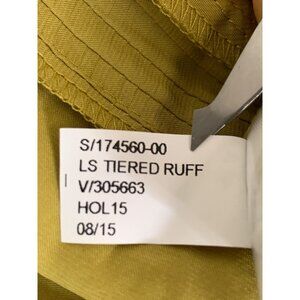 S/174560-00
LS TIERED RUFF
V/305663
HOL15
08/15